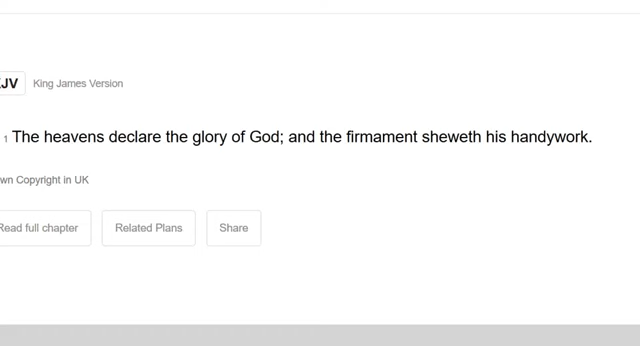 JV King James Version
1 The heavens declare the glory of God; and the firmament sheweth his handywork.
wn Copyright in UK
Read full chapter Related Plans Share